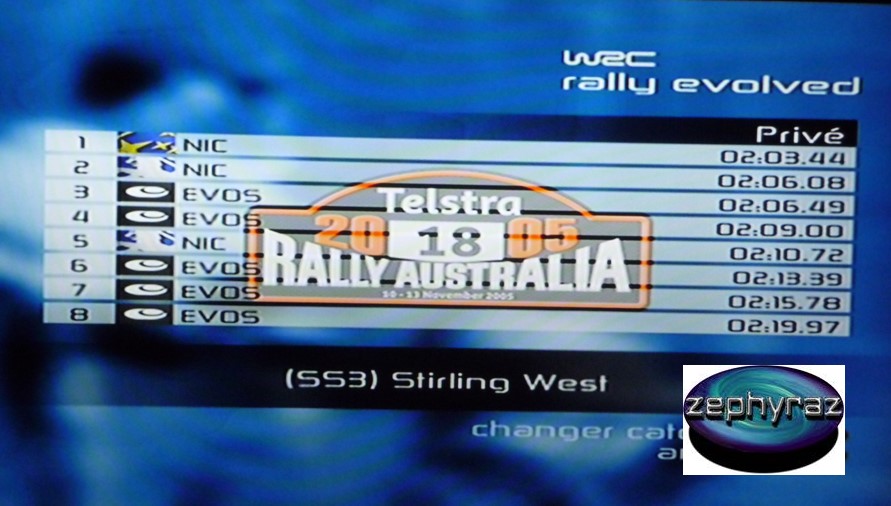 WRC
rally evolved
Privé
1 NIC 02:03.44
2 NIC 02:06.08
3 EVOS 02:06.49
4 EVOS 02:09.00
5 NIC 02:10.72
6 EVOS 02:13.39
7 EVOS 02:15.78
8 EVOS 02:19.97
Telstra
20 18 05
RALLY AUSTRALIA
10 - 13 November 2005
(SS3) Stirling West
changer
zephyraz